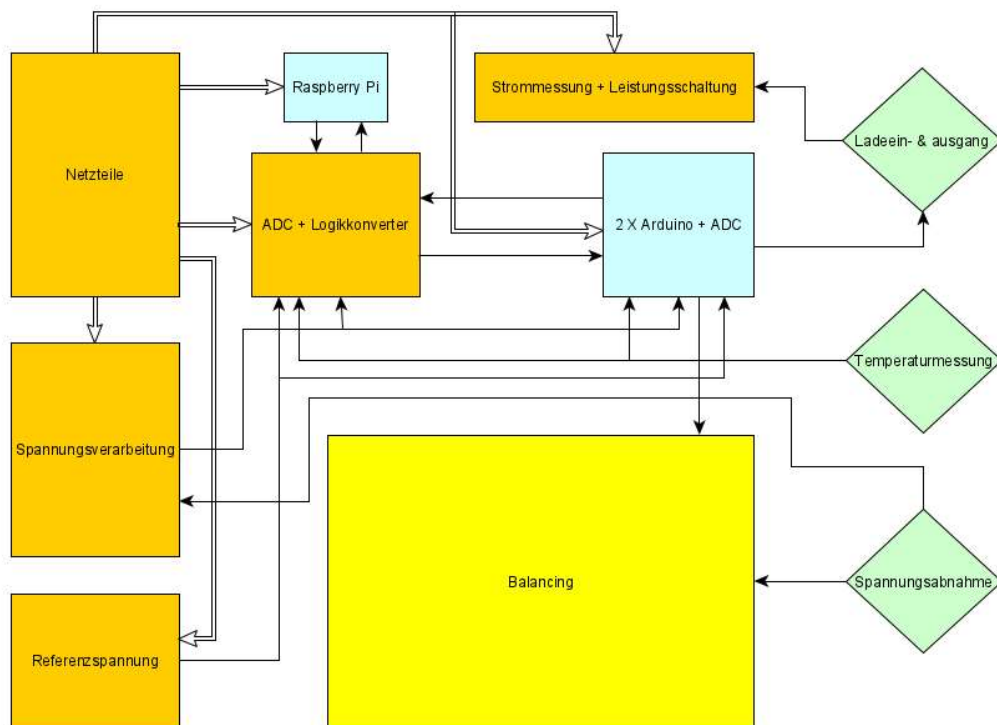 Raspberry Pi
Strommessung + Leistungsschaltung
Ladeein- & ausgang
Netzteile
ADC + Logikkonverter
2 X Arduino + ADC
Temperaturmessung
Spannungsverarbeitung
Balancing
Spannungsabnahme
Referenzspannung